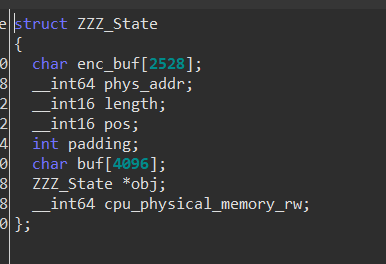 e struct ZZZ_State
{
0 char enc_buf[2528];
8 __int64 phys_addr;
2 __int16 length;
2 __int16 pos;
4 int padding;
0 char buf[4096];
8 ZZZ_State *obj;
8 __int64 cpu_physical_memory_rw;
0 };